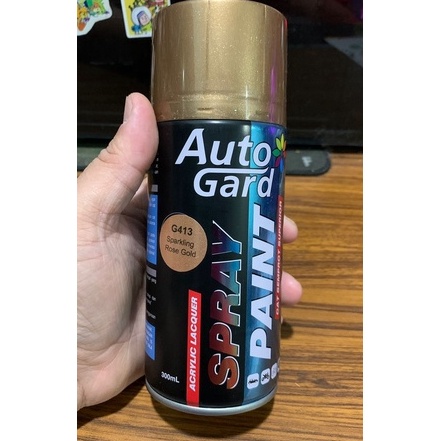 Auto
Gard
G413
Sparkling
Rose Gold
SPRAY
PAINT
ACRYLIC LACQUER
300mL